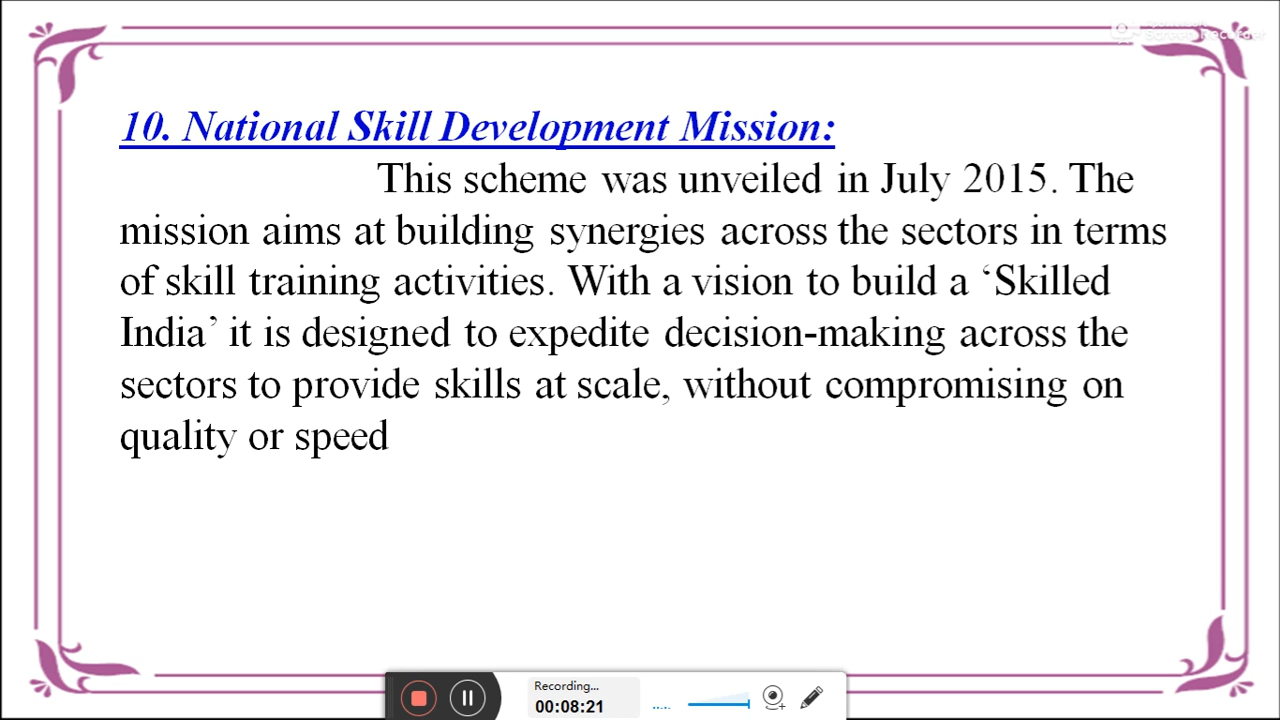 Screen Recorder
10. National Skill Development Mission:
This scheme was unveiled in July 2015. The
mission aims at building synergies across the sectors in terms
of skill training activities. With a vision to build a ‘Skilled
India’ it is designed to expedite decision-making across the
sectors to provide skills at scale, without compromising on
quality or speed
Recording...
00:08:21